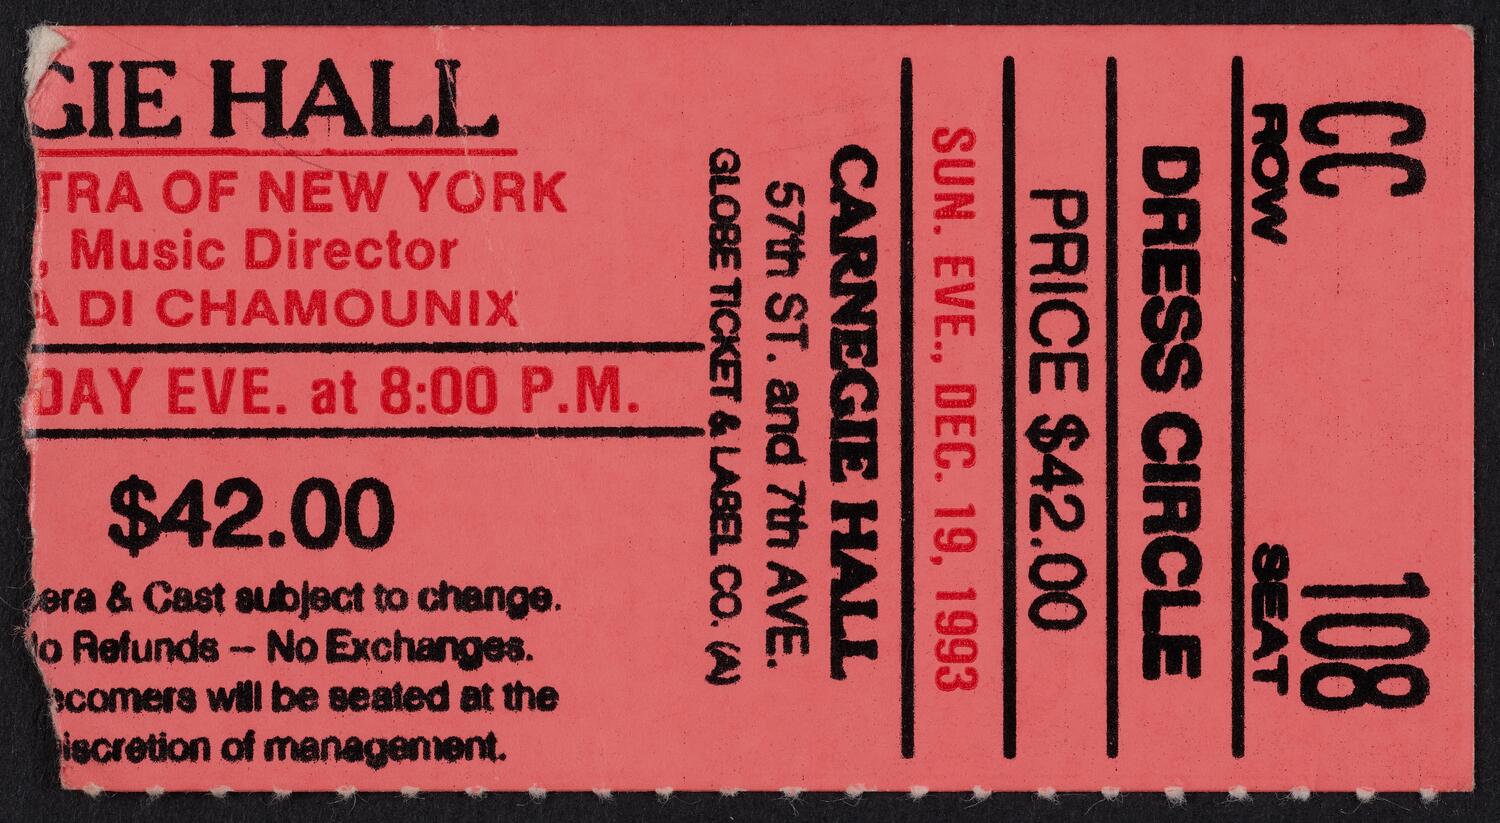 GIE HALL
TRA OF NEW YORK
, Music Director
A DI CHAMOUNIX
DAY EVE. at 8:00 P.M.
$42.00
era & Cast subject to change.
o Refunds – No Exchanges.
ecomers will be seated at the
iscretion of management.
GLOBE TICKET & LABEL CO. (A)
57th ST. and 7th AVE.
CARNEGIE HALL
SUN. EVE., DEC. 19, 1993
PRICE $42.00
DRESS CIRCLE
ROW SEAT
CC 108